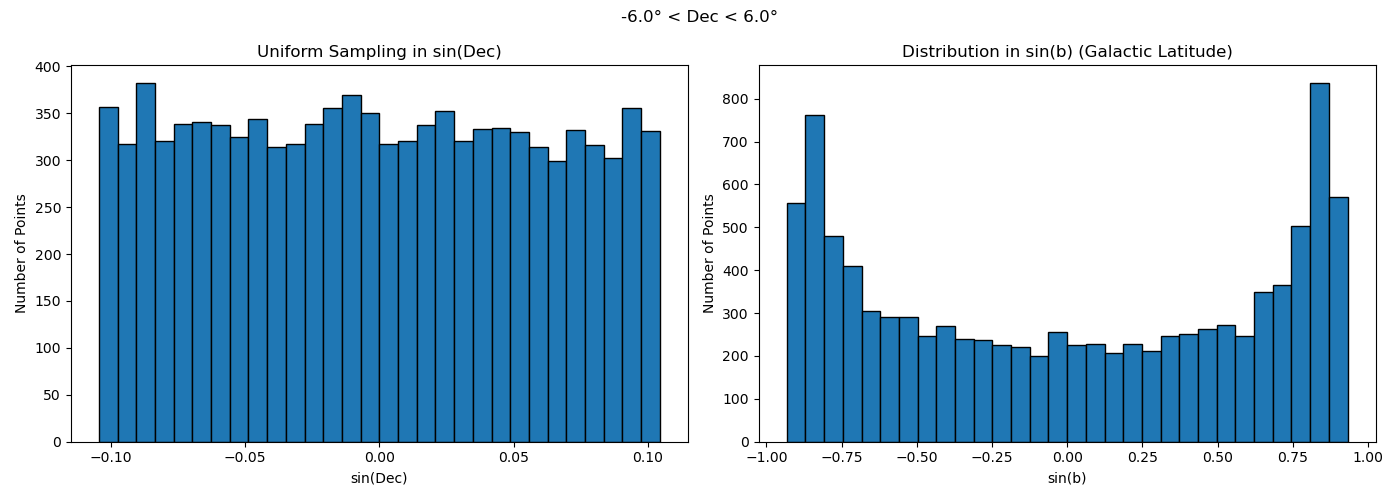 -6.0° < Dec < 6.0°
Uniform Sampling in sin(Dec)
Number of Points
400
350
300
250
200
150
100
50
0
−0.10 −0.05 0.00 0.05 0.10
sin(Dec)
Distribution in sin(b) (Galactic Latitude)
Number of Points
800
700
600
500
400
300
200
100
0
−1.00 −0.75 −0.50 −0.25 0.00 0.25 0.50 0.75 1.00
sin(b)